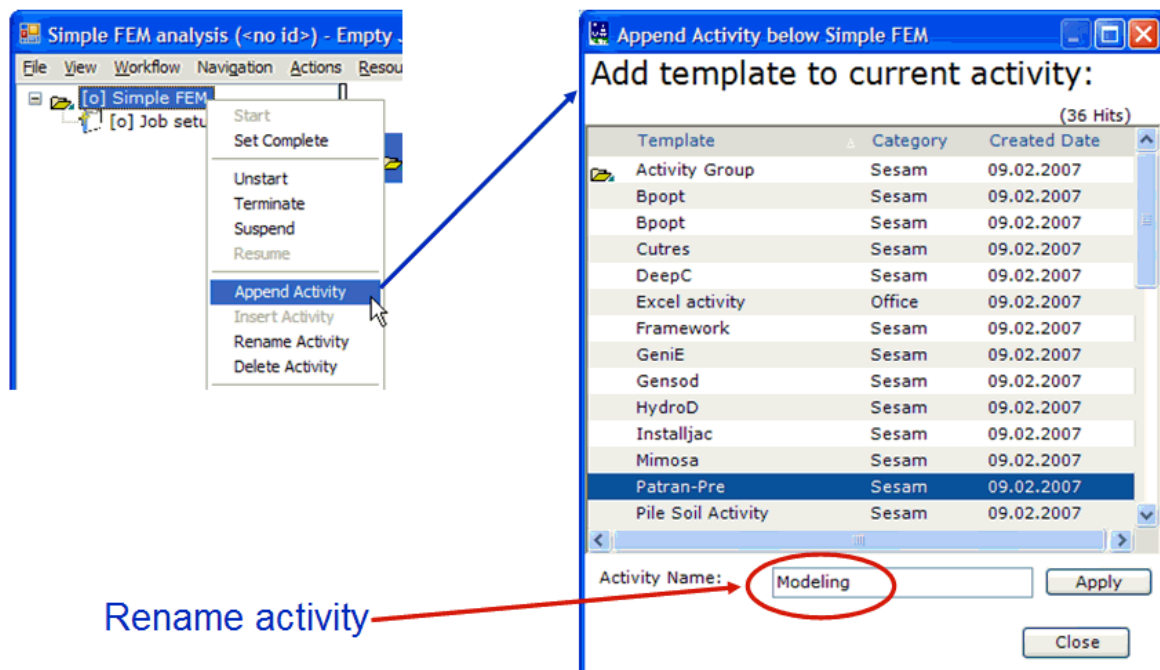 Simple FEM analysis (<no id>) - Empty
File View Workflow Navigation Actions Resou
[o] Simple FEM
[o] Job setu
Start
Set Complete
Unstart
Terminate
Suspend
Resume
Append Activity
Insert Activity
Rename Activity
Delete Activity
Append Activity below Simple FEM
Add template to current activity:
(36 Hits)
Template Category Created Date
Activity Group Sesam 09.02.2007
Bpopt Sesam 09.02.2007
Bpopt Sesam 09.02.2007
Cutres Sesam 09.02.2007
DeepC Sesam 09.02.2007
Excel activity Office 09.02.2007
Framework Sesam 09.02.2007
GeniE Sesam 09.02.2007
Gensod Sesam 09.02.2007
HydroD Sesam 09.02.2007
Installjac Sesam 09.02.2007
Mimosa Sesam 09.02.2007
Patran-Pre Sesam 09.02.2007
Pile Soil Activity Sesam 09.02.2007
Activity Name: Modeling Apply
Close
Rename activity